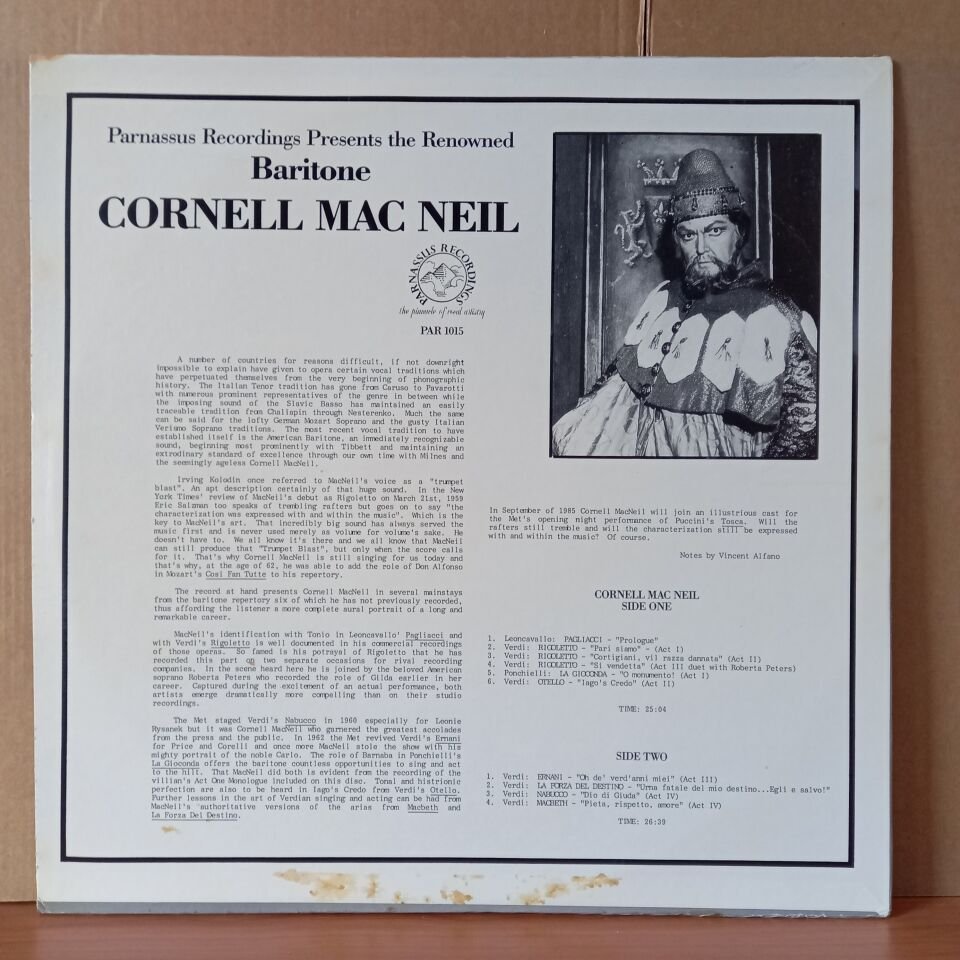 Parnassus Recordings Presents the Renowned
Baritone
CORNELL MAC NEIL
PARNASSUS RECORDINGS
the pinnacle of vocal artistry
PAR 1015
A number of countries for reasons difficult, if not downright
impossible to explain have given to opera certain vocal traditions which
have perpetuated themselves from the very beginning of phonographic
history. The Italian Tenor tradition has gone from Caruso to Pavarotti
with numerous prominent representatives of the genre in between while
the imposing sound of the Slavic Basso has maintained an easily
traceable tradition from Chaliapin through Nesterenko. Much the same
can be said for the lofty German Mozart Soprano and the gusty Italian
Verismo Soprano traditions. The most recent vocal tradition to have
established itself is the American Baritone, an immediately recognizable
sound, beginning most prominently with Tibbett and maintaining an
extrodinary standard of excellence through our own time with Milnes and
the seemingly ageless Cornell MacNeil.
Irving Kolodin once referred to MacNeil's voice as a "trumpet
blast". An apt description certainly of that huge sound. In the New
York Times' review of MacNeil's debut as Rigoletto on March 21st, 1959
Eric Salzman too speaks of trembling rafters but goes on to say "the
characterization was expressed with and within the music". Which is the
key to MacNeil's art. That incredibly big sound has always served the
music first and is never used merely as volume for volume's sake. He
doesn't have to. We all know it's there and we all know that MacNeil
can still produce that "Trumpet Blast", but only when the score calls
for it. That's why Cornell MacNeil is still singing for us today and
that's why, at the age of 62, he was able to add the role of Don Alfonso
in Mozart's Cosi Fan Tutte to his repertory.
The record at hand presents Cornell MacNeil in several mainstays
from the baritone repertory six of which he has not previously recorded,
thus affording the listener a more complete aural portrait of a long and
remarkable career.
MacNeil's identification with Tonio in Leoncavallo' Pagliacci and
with Verdi's Rigoletto is well documented in his commercial recordings
of those operas. So famed is his potrayal of Rigoletto that he has
recorded this part on two separate occasions for rival recording
companies. In the scene heard here he is joined by the beloved American
soprano Roberta Peters who recorded the role of Gilda earlier in her
career. Captured during the excitement of an actual performance, both
artists emerge dramatically more compelling than on their studio
recordings.
The Met staged Verdi's Nabucco in 1960 especially for Leonie
Rysanek but it was Cornell MacNeil who garnered the greatest accolades
from the press and the public. In 1962 the Met revived Verdi's Ernani
for Price and Corelli and once more MacNeil stole the show with his
mighty portrait of the noble Carlo. The role of Barnaba in Ponchielli's
La Gioconda offers the baritone countless opportunities to sing and act
to the hilt. That MacNeil did both is evident from the recording of the
villian's Act One Monologue included on this disc. Tonal and histrionic
perfection are also to be heard in Iago's Credo from Verdi's Otello.
Further lessons in the art of Verdian singing and acting can be had from
MacNeil's authoritative versions of the arias from Macbeth and
La Forza Del Destino.
In September of 1985 Cornell MacNeil will join an illustrious cast for
the Met's opening night performance of Puccini's Tosca. Will the
rafters still tremble and will the characterization still be expressed
with and within the music? Of course.
Notes by Vincent Alfano
CORNELL MAC NEIL
SIDE ONE
1. Leoncavallo: PAGLIACCI - "Prologue"
2. Verdi: RIGOLETTO - "Pari siamo" - (Act I)
3. Verdi: RIGOLETTO - "Cortigiani, vil razza dannata" (Act II)
4. Verdi: RIGOLETTO - "Si vendetta" (Act III duet with Roberta Peters)
5. Ponchielli: LA GIOCONDA - "O monumento! (Act I)
6. Verdi: OTELLO - "Iago's Credo" (Act II)
TIME: 25:04
SIDE TWO
1. Verdi: ERNANI - "Oh de' verd'anni miei" (Act III)
2. Verdi: LA FORZA DEL DESTINO - "Urna fatale del mio destino...Egli e salvo!"
3. Verdi: NABUCCO - "Dio di Giuda" (Act IV)
4. Verdi: MACBETH - "Pieta, rispetto, amore" (Act IV)
TIME: 26:39